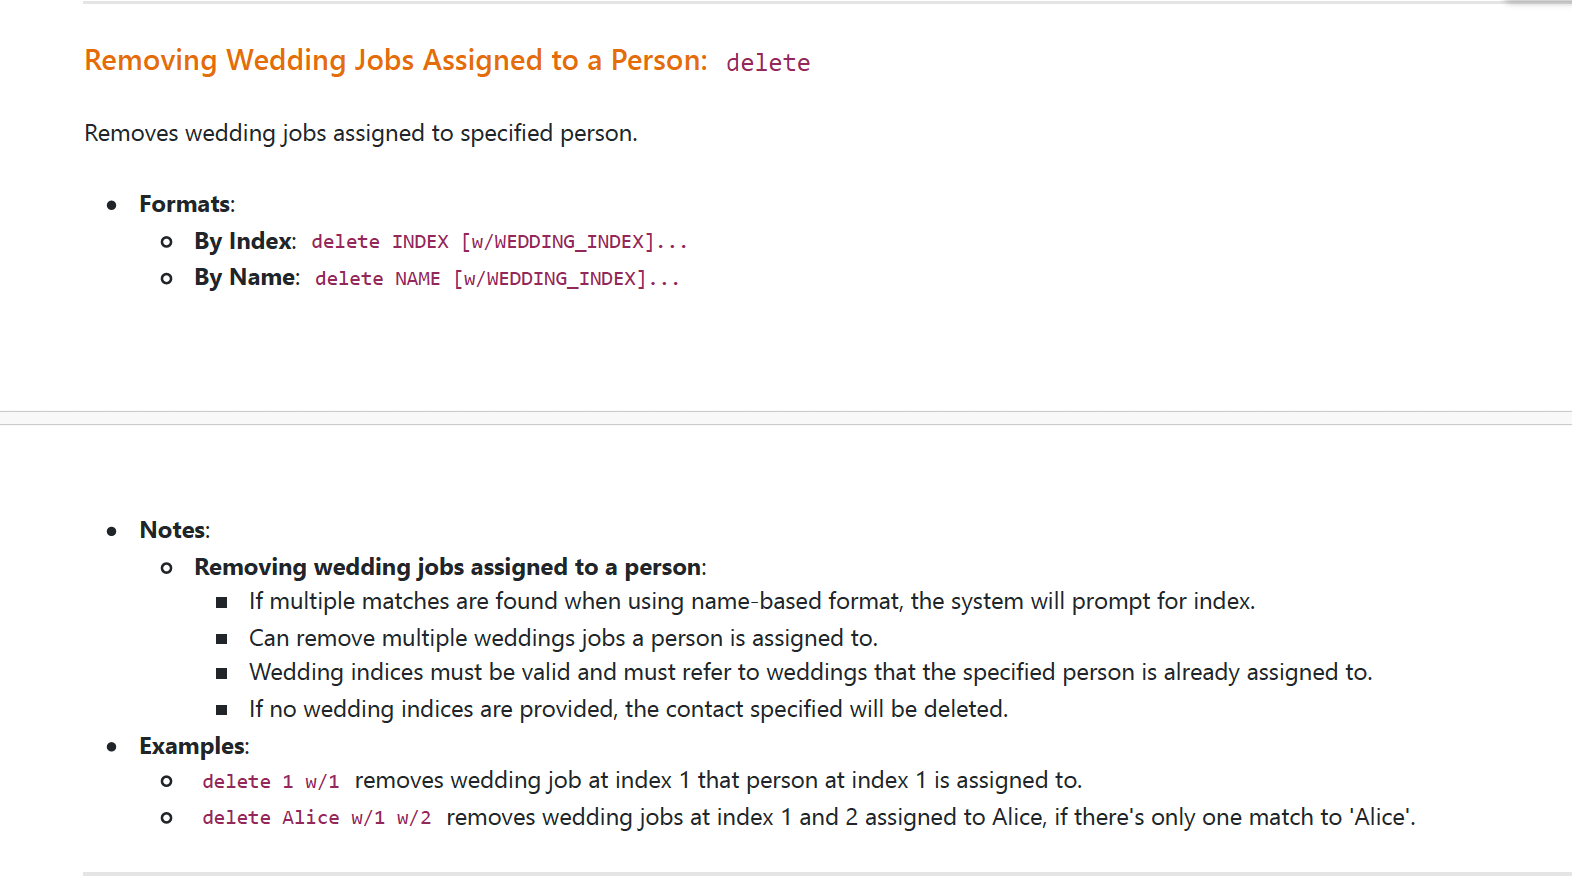 Removing Wedding Jobs Assigned to a Person: delete
Removes wedding jobs assigned to specified person.
Formats:
By Index: delete INDEX [w/WEDDING_INDEX]...
By Name: delete NAME [w/WEDDING_INDEX]...
Notes:
Removing wedding jobs assigned to a person:
If multiple matches are found when using name-based format, the system will prompt for index.
Can remove multiple weddings jobs a person is assigned to.
Wedding indices must be valid and must refer to weddings that the specified person is already assigned to.
If no wedding indices are provided, the contact specified will be deleted.
Examples:
delete 1 w/1 removes wedding job at index 1 that person at index 1 is assigned to.
delete Alice w/1 w/2 removes wedding jobs at index 1 and 2 assigned to Alice, if there's only one match to 'Alice'.